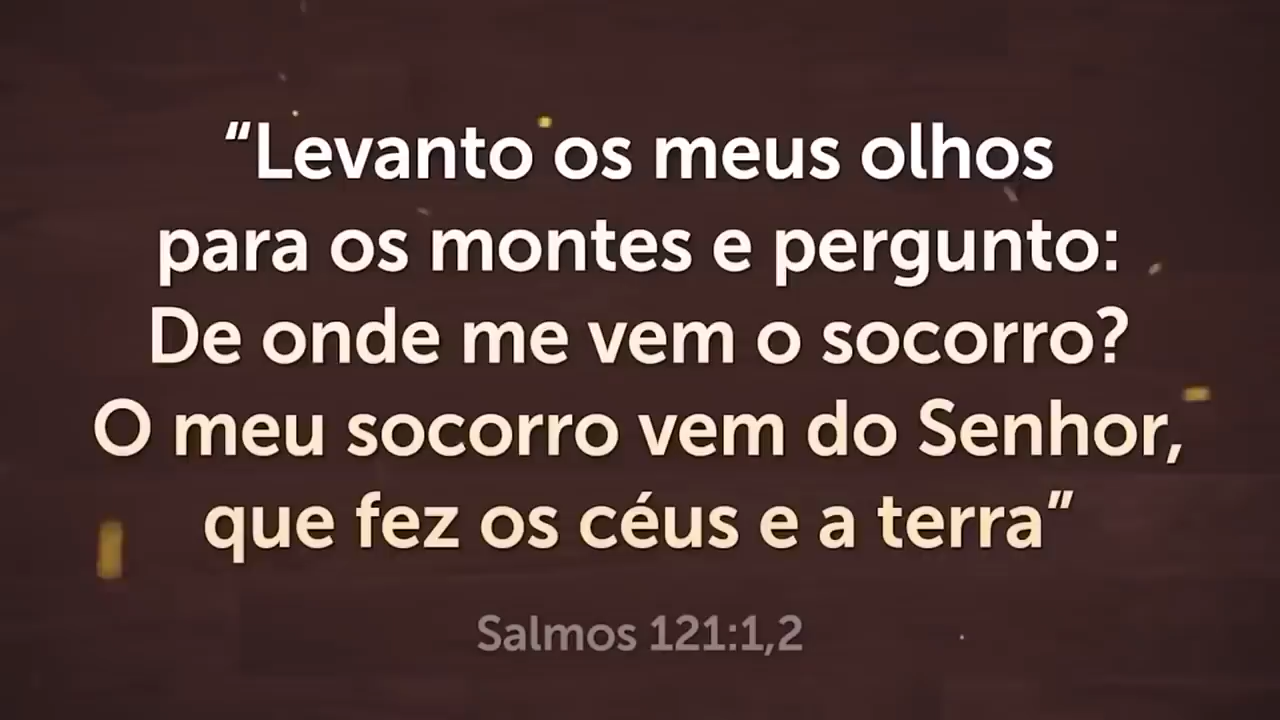 “Levanto os meus olhos
para os montes e pergunto:
De onde me vem o socorro?
O meu socorro vem do Senhor,
que fez os céus e a terra”
Salmos 121:1,2